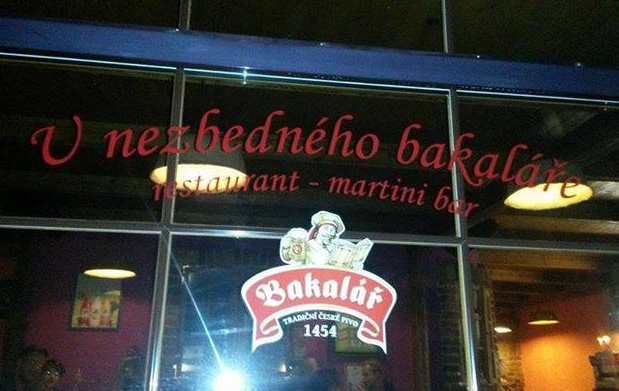 U nezbedného bakaláře
restaurant - martini bar
Bakalář
TRADIČNÍ ČESKÉ PIVO
1454